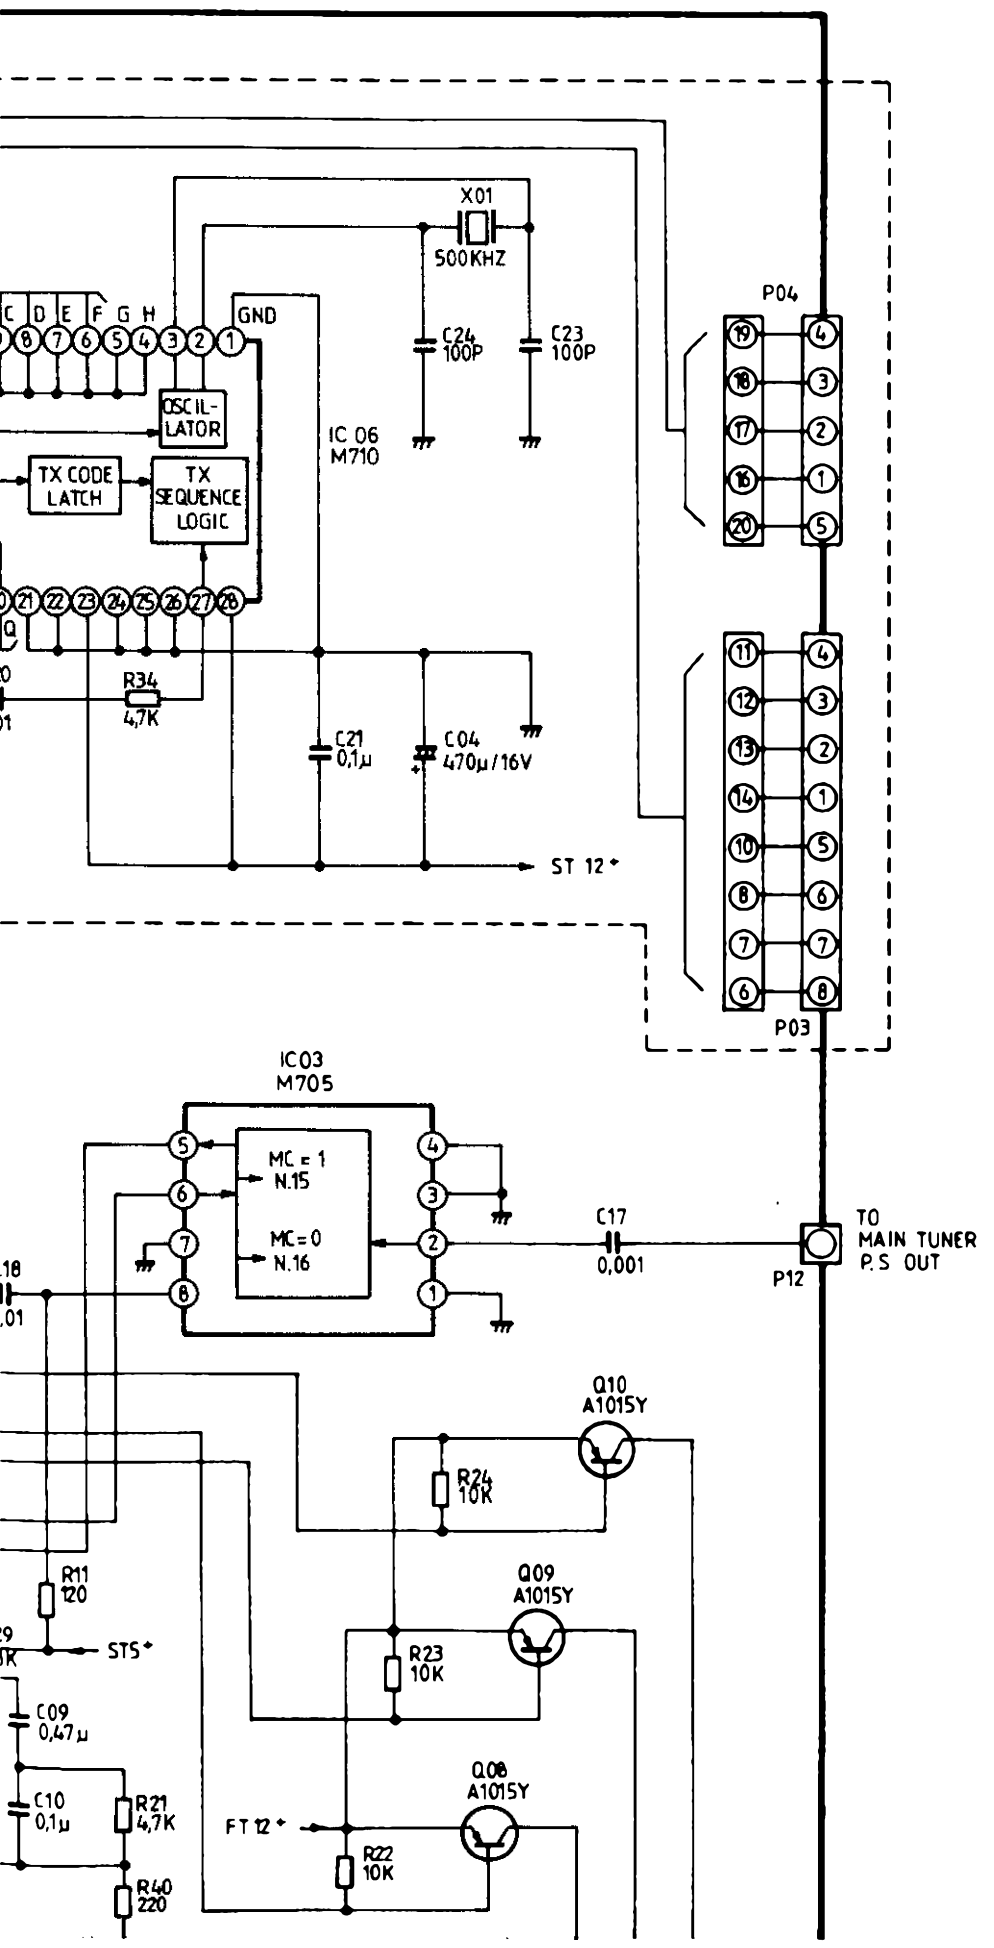 X01
500KHZ
P04
C D E F G H
GND
8 7 6 5 4 3 2 1
C24
100P
C23
100P
19 4
18 3
17 2
16 1
20 5
OSCIL-
LATOR
IC 06
M710
TX CODE
LATCH
TX
SEQUENCE
LOGIC
21 22 23 24 25 26 27 28
Q
R34
4,7K
C21
0,1µ
C04
+
470µ/16V
ST 12+
11 4
12 3
13 2
14 1
10 5
8 6
7 7
6 8
P03
IC03
M705
5 4
MC = 1
N.15
6 3
7 2
MC=0
N.16
8 1
C17
0,001
P12
TO
MAIN TUNER
P.S OUT
Q10
A1015Y
R24
10K
R11
120
ST5+
Q09
A1015Y
R23
10K
C09
0,47µ
C10
0,1µ
R21
4,7K
Q08
A1015Y
FT 12+
R22
10K
R40
220